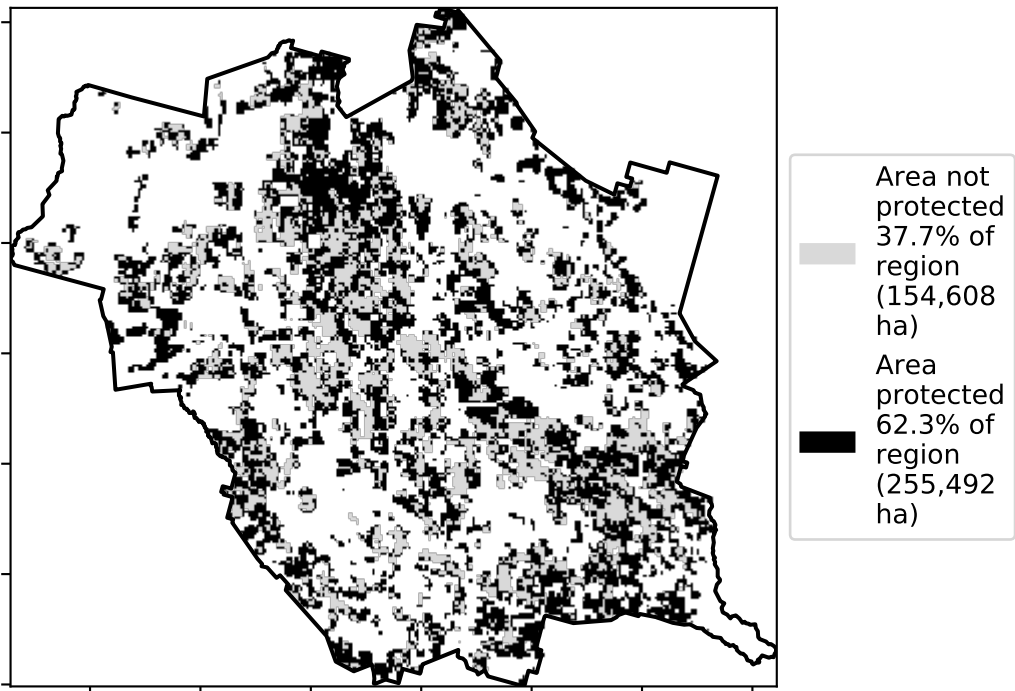 Area not
protected
37.7% of
region
(154,608
ha)
Area
protected
62.3% of
region
(255,492
ha)